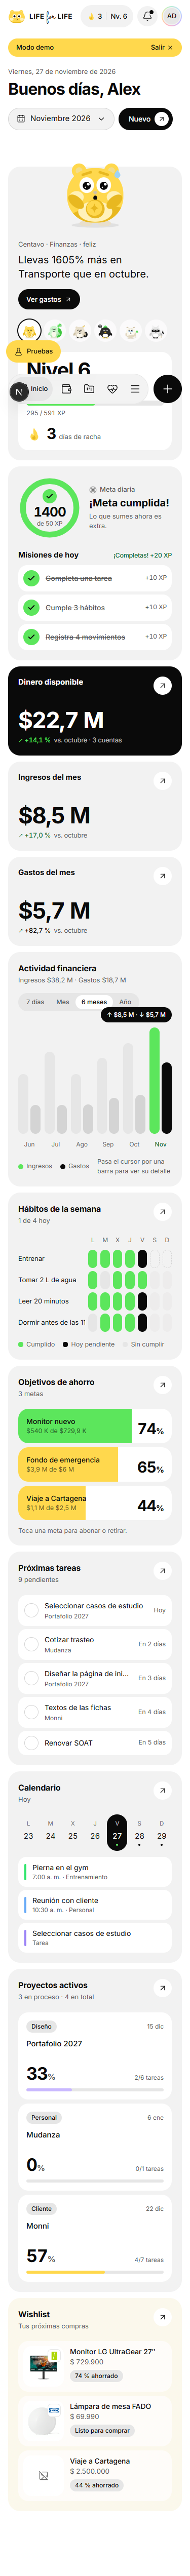 LIFE for LIFE
3 Nv. 6
AD
Modo demo
Salir ×
Viernes, 27 de noviembre de 2026
Buenos días, Alex
Noviembre 2026
Nuevo
Centavo · Finanzas · feliz
Llevas 1605% más en
Transporte que en octubre.
Ver gastos
Pruebas
Nivel 6
N
Inicio
295 / 591 XP
3 días de racha
1400
de 50 XP
Meta diaria
¡Meta cumplida!
Lo que sumes ahora es
extra.
Misiones de hoy
¡Completas! +20 XP
Completa una tarea
+10 XP
Cumple 3 hábitos
+10 XP
Registra 4 movimientos
+10 XP
Dinero disponible
$22,7 M
+14,1 % vs. octubre · 3 cuentas
Ingresos del mes
$8,5 M
+17,0 % vs. octubre
Gastos del mes
$5,7 M
+82,7 % vs. octubre
Actividad financiera
Ingresos $38,2 M · Gastos $18,7 M
7 días Mes 6 meses Año
↑ $8,5 M · ↓ $5,7 M
Jun Jul Ago Sep Oct Nov
Ingresos Gastos
Pasa el cursor por una
barra para ver su detalle
Hábitos de la semana
1 de 4 hoy
L M X J V S D
Entrenar
Tomar 2 L de agua
Leer 20 minutos
Dormir antes de las 11
Cumplido Hoy pendiente Sin cumplir
Objetivos de ahorro
3 metas
Monitor nuevo
$540 K de $729,9 K
74%
Fondo de emergencia
$3,9 M de $6 M
65%
Viaje a Cartagena
$1,1 M de $2,5 M
44%
Toca una meta para abonar o retirar.
Próximas tareas
9 pendientes
Seleccionar casos de estudio
Portafolio 2027
Hoy
Cotizar trasteo
Mudanza
En 2 días
Diseñar la página de ini...
Portafolio 2027
En 3 días
Textos de las fichas
Monni
En 4 días
Renovar SOAT
En 5 días
Calendario
Hoy
L M X J V S D
23 24 25 26 27 28 29
Pierna en el gym
7:00 a. m. · Entrenamiento
Reunión con cliente
10:30 a. m. · Personal
Seleccionar casos de estudio
Tarea
Proyectos activos
3 en proceso · 4 en total
Diseño
15 dic
Portafolio 2027
33%
2/6 tareas
Personal
6 ene
Mudanza
0%
0/1 tareas
Cliente
22 dic
Monni
57%
4/7 tareas
Wishlist
Tus próximas compras
Monitor LG UltraGear 27"
$ 729.900
74 % ahorrado
Lámpara de mesa FADO
$ 69.990
Listo para comprar
Viaje a Cartagena
$ 2.500.000
44 % ahorrado